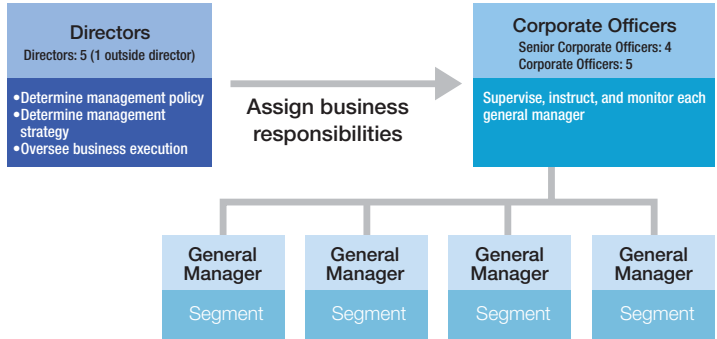 Directors
Directors: 5 (1 outside director)
•Determine management policy
•Determine management
strategy
•Oversee business execution
Assign business
responsibilities
Corporate Officers
Senior Corporate Officers: 4
Corporate Officers: 5
Supervise, instruct, and monitor each
general manager
General
Manager
Segment
General
Manager
Segment
General
Manager
Segment
General
Manager
Segment